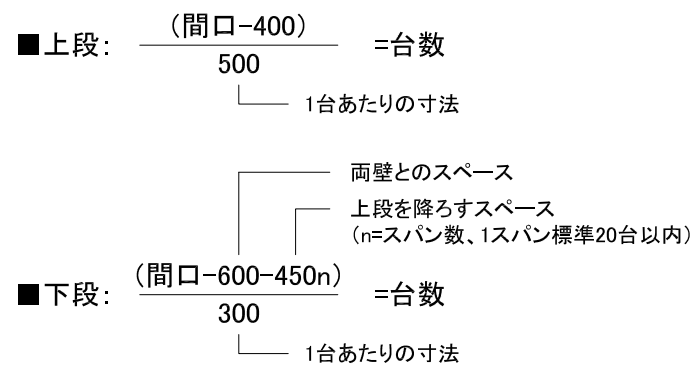 ■上段: (間口-400) =台数
500
1台あたりの寸法
両壁とのスペース
上段を降ろすスペース
(n=スパン数、1スパン標準20台以内)
■下段: (間口-600-450n) =台数
300
1台あたりの寸法